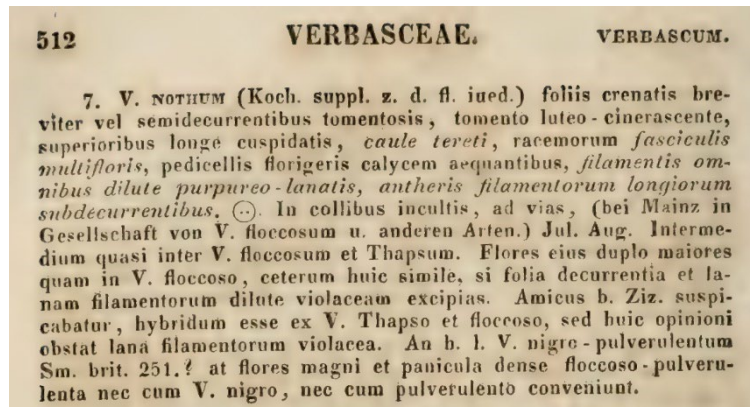 512 VERBASCEAE. VERBASCUM.
7. V. NOTHUM (Koch. suppl. z. d. fl. ined.) foliis crenatis bre-
viter vel semidecurrentibus tomentosis, tomento luteo-cinerascente,
superioribus longe cuspidatis, caule tereti, racemorum fasciculis
multifloris, pedicellis florigeris calycem aequantibus, filamentis om-
nibus dilute purpureo-lanatis, antheris filamentorum longiorum
subdecurrentibus. ⊙. In collibus incultis, ad vias, (bei Mainz in
Gesellschaft von V. floccosum u. anderen Arten.) Jul. Aug. Interme-
dium quasi inter V. floccosum et Thapsum. Flores eius duplo maiores
quam in V. floccoso, ceterum huic simile, si folia decurrentia et la-
nam filamentorum dilute violaceam excipias. Amicus b. Ziz. suspi-
cabatur, hybridum esse ex V. Thapso et floccoso, sed huic opinioni
obstat lana filamentorum violacea. An h. l. V. nigro-pulverulentum
Sm. brit. 251.? at flores magni et panicula dense floccoso-pulveru-
lenta nec cum V. nigro, nec cum pulverulento conveniunt.